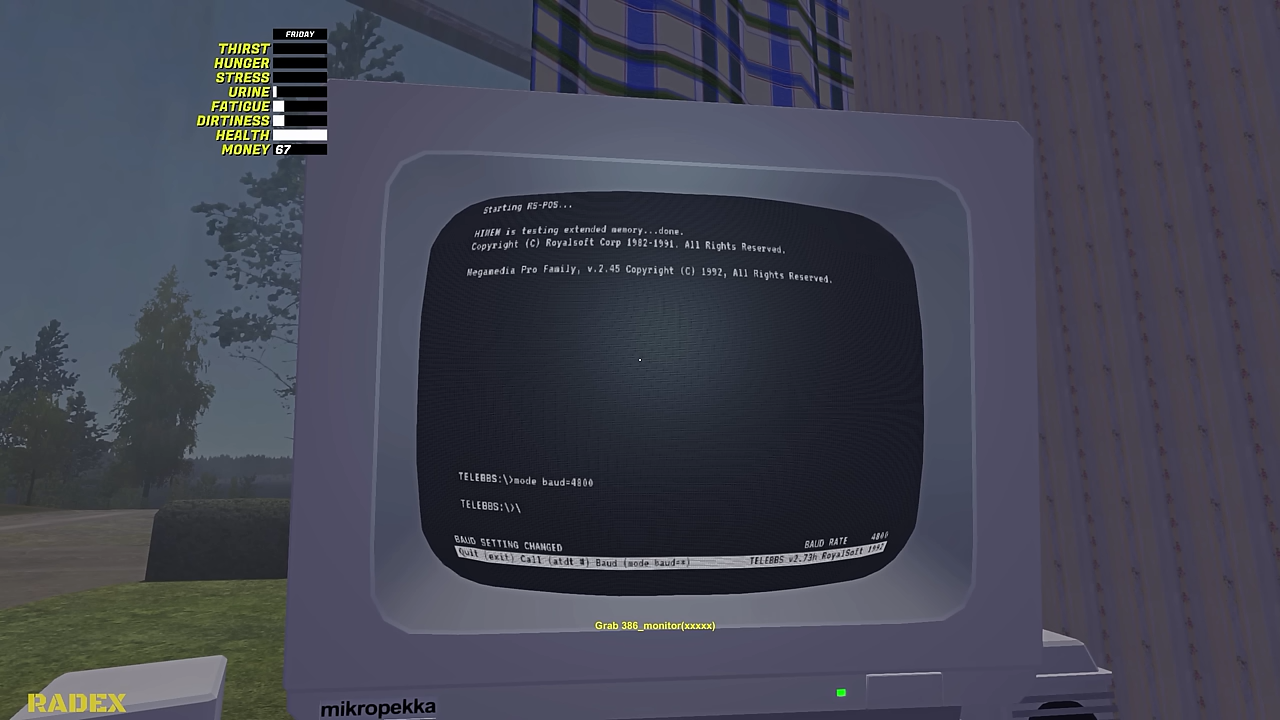 FRIDAY
THIRST
HUNGER
STRESS
URINE
FATIGUE
DIRTINESS
HEALTH
MONEY 67
Starting RS-POS...
HIMEM is testing extended memory...done.
Copyright (C) Royalsoft Corp 1982-1991. All Rights Reserved.
Megamedia Pro Family, v.2.45 Copyright (C) 1992, All Rights Reserved.
TELEBBS:\>mode baud=4800
TELEBBS:\>\
BAUD SETTING CHANGED BAUD RATE 4800
Quit (exit) Call (atdt #) Baud (mode baud=*) TELEBBS v2.73h RoyalSoft 1992
Grab 386_monitor(xxxxx)
RADEX
mikropekka